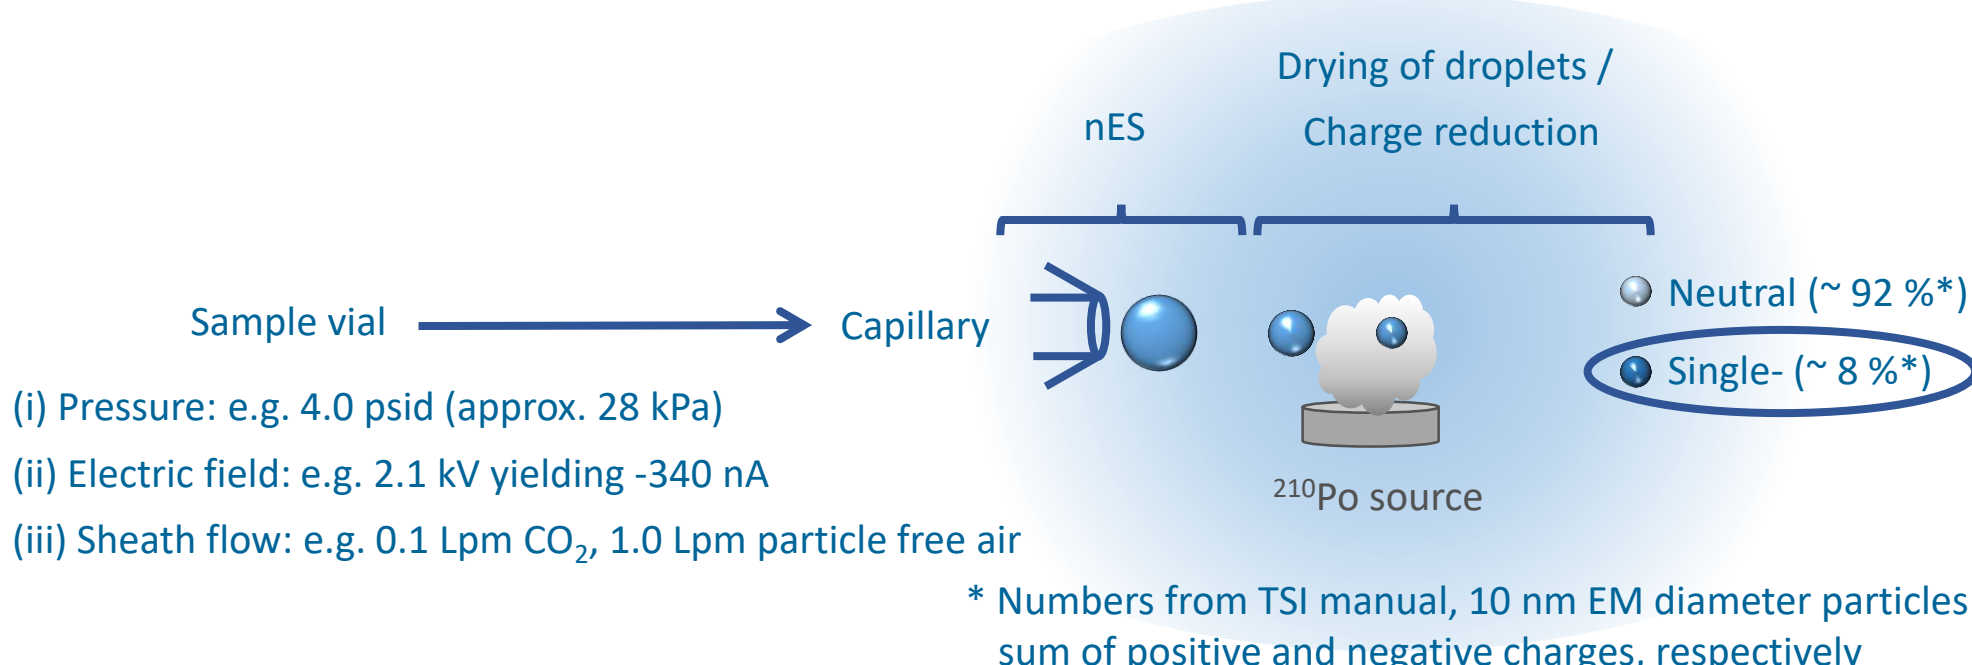 Drying of droplets /
Charge reduction
nES
Sample vial
Capillary
Neutral (~ 92 %*)
Single- (~ 8 %*)
(i) Pressure: e.g. 4.0 psid (approx. 28 kPa)
(ii) Electric field: e.g. 2.1 kV yielding -340 nA
(iii) Sheath flow: e.g. 0.1 Lpm CO₂, 1.0 Lpm particle free air
²¹⁰Po source
* Numbers from TSI manual, 10 nm EM diameter particles
sum of positive and negative charges, respectively